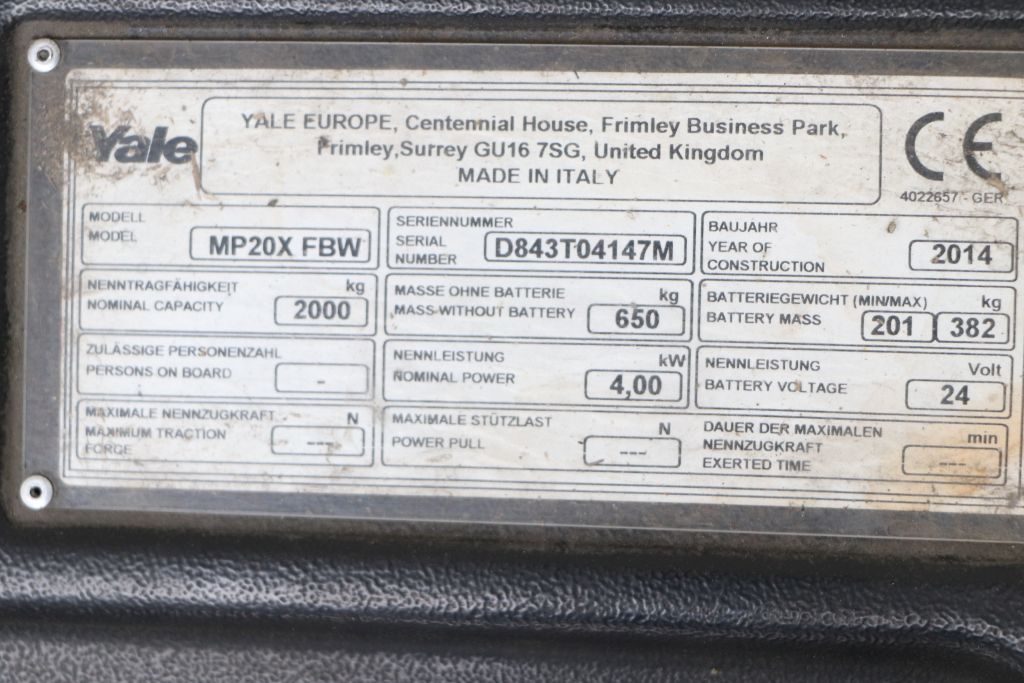 Yale
YALE EUROPE, Centennial House, Frimley Business Park,
Frimley,Surrey GU16 7SG, United Kingdom
MADE IN ITALY
CE
4022657 - GER
MODELL
MODEL
MP20X FBW
SERIENNUMMER
SERIAL
NUMBER
D843T04147M
BAUJAHR
YEAR OF
CONSTRUCTION
2014
NENNTRAGFÄHIGKEIT kg
NOMINAL CAPACITY
2000
MASSE OHNE BATTERIE kg
MASS WITHOUT BATTERY
650
BATTERIEGEWICHT (MIN/MAX) kg
BATTERY MASS
201 382
ZULÄSSIGE PERSONENZAHL
PERSONS ON BOARD
-
NENNLEISTUNG kW
NOMINAL POWER
4,00
NENNLEISTUNG Volt
BATTERY VOLTAGE
24
MAXIMALE NENNZUGKRAFT N
MAXIMUM TRACTION
FORCE
---
MAXIMALE STÜTZLAST N
POWER PULL
---
DAUER DER MAXIMALEN
NENNZUGKRAFT min
EXERTED TIME
---